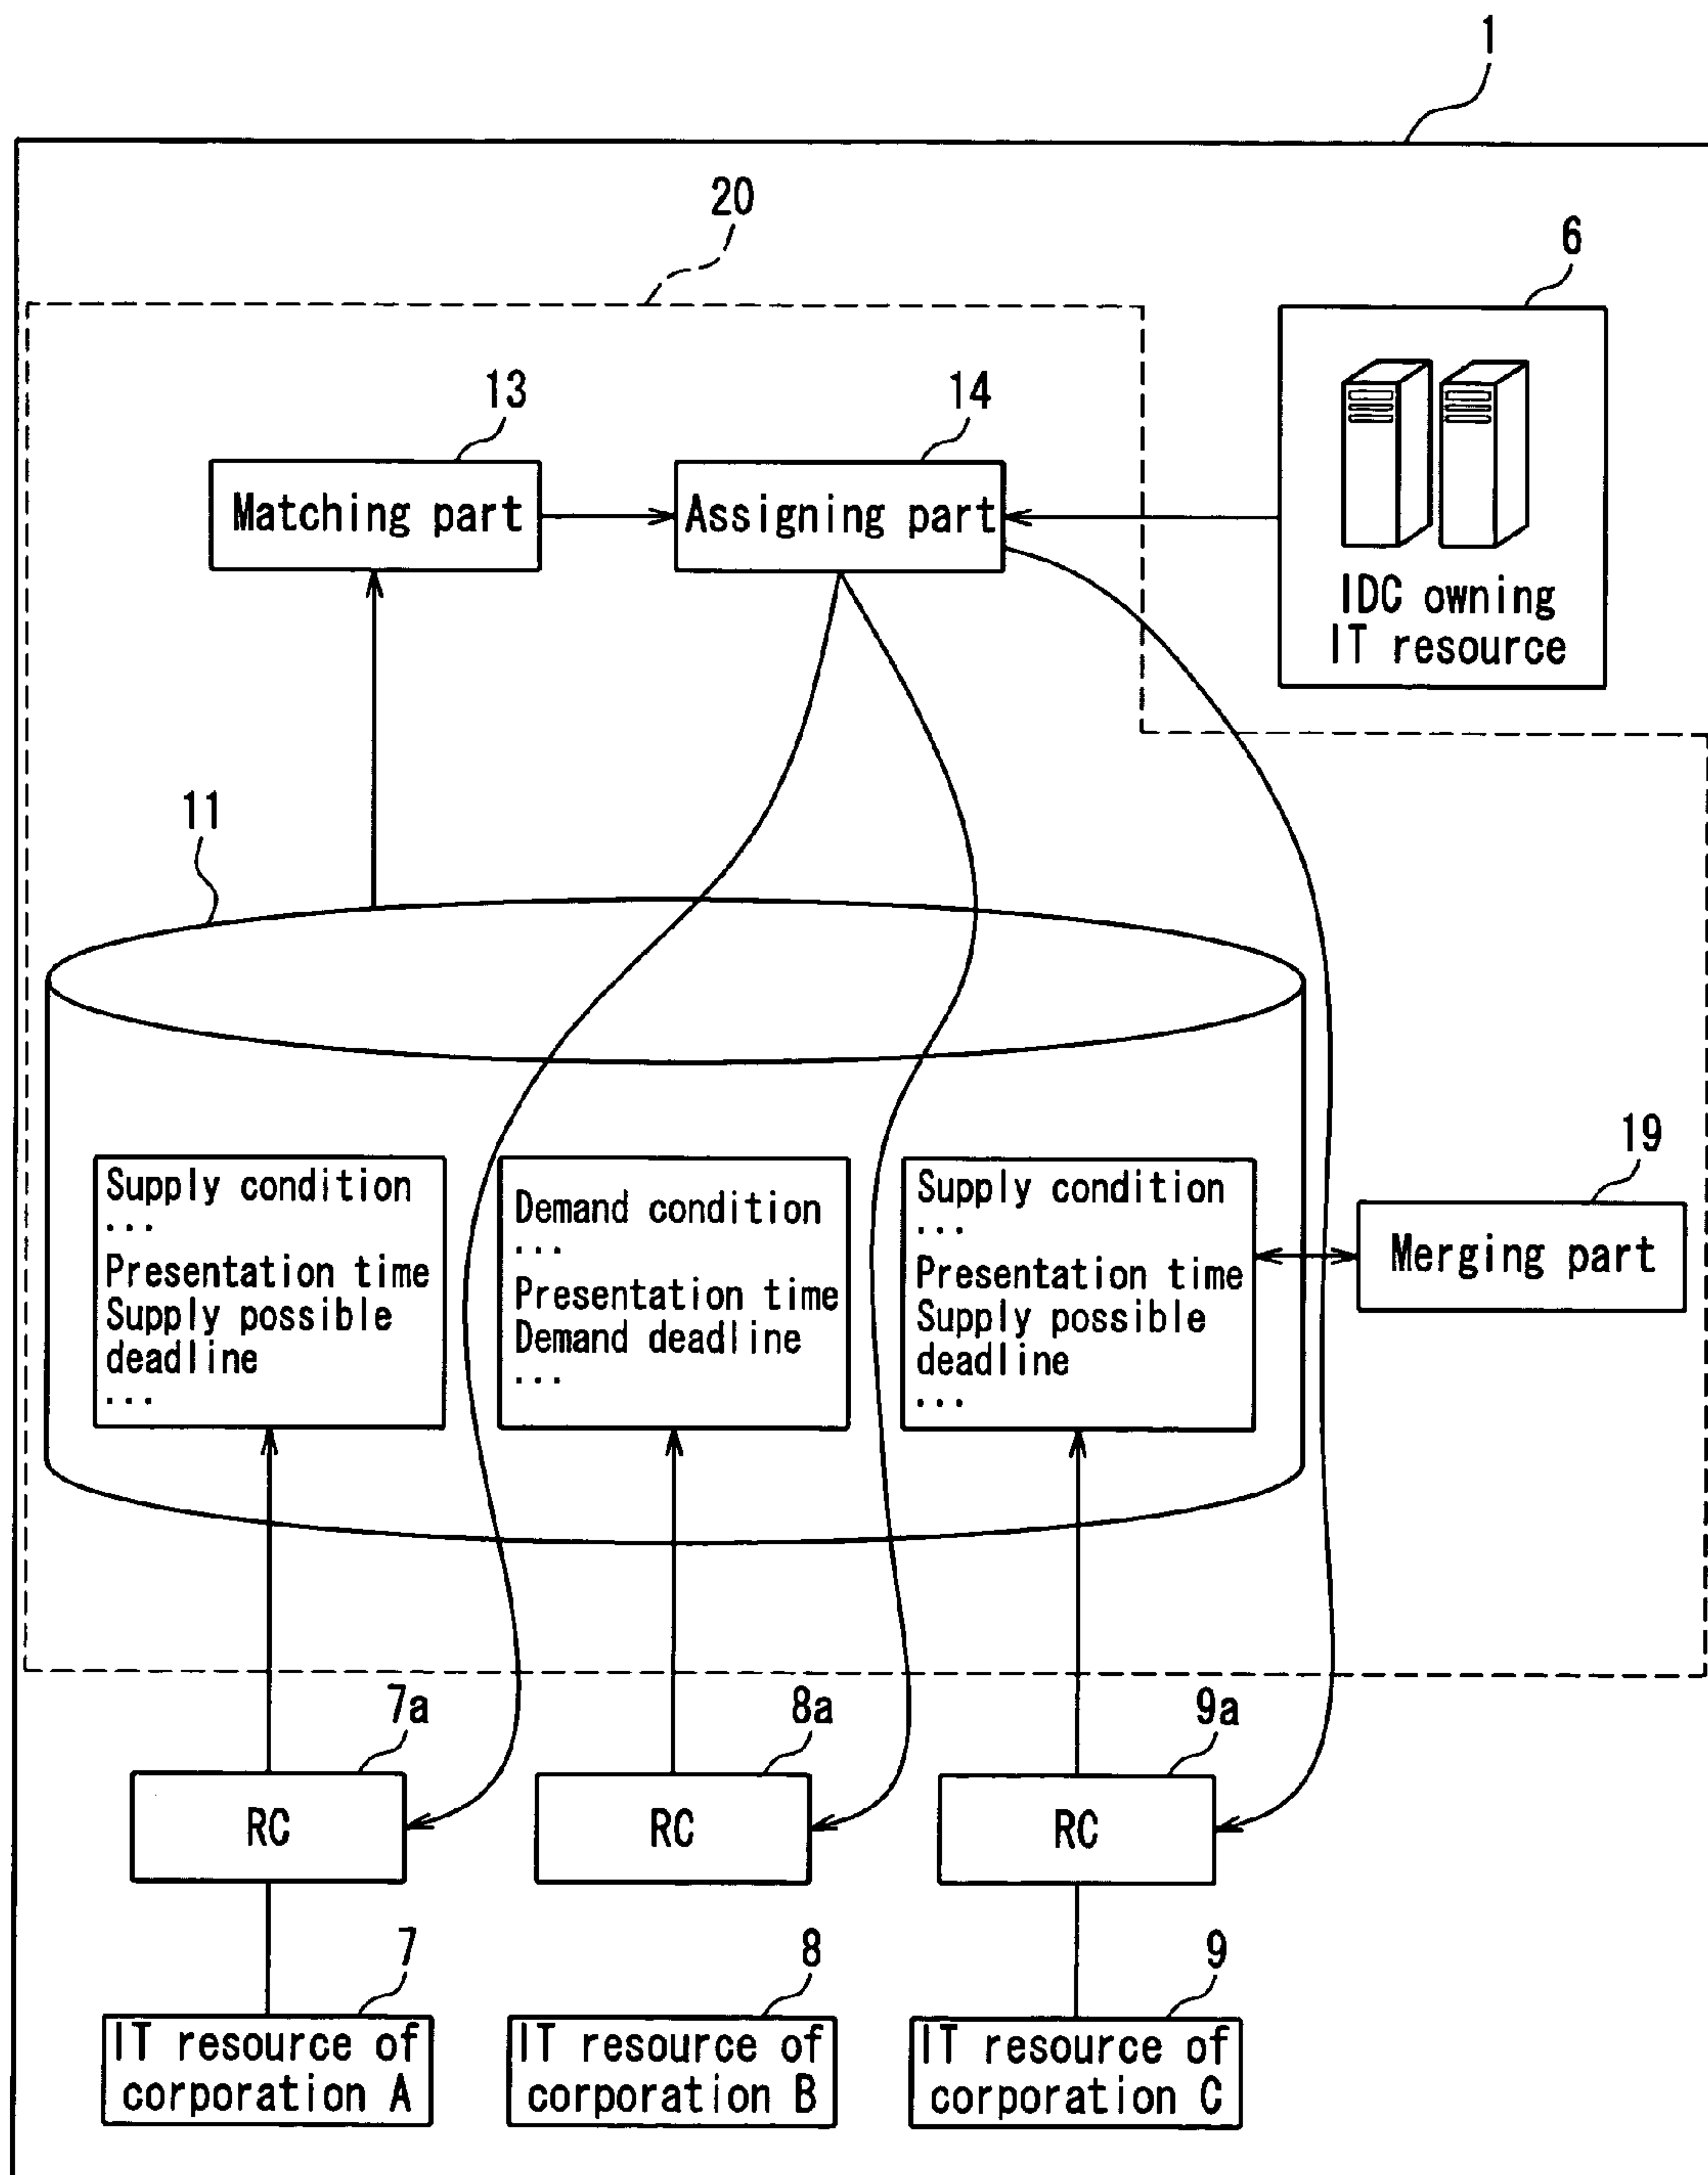 1
20
6
13
14
Matching part
Assigning part
IDC owning
IT resource
11
19
Supply condition
...
Presentation time
Supply possible
deadline
...
Demand condition
...
Presentation time
Demand deadline
...
Supply condition
...
Presentation time
Supply possible
deadline
...
Merging part
7a
8a
9a
RC
RC
RC
7
8
9
IT resource of
corporation A
IT resource of
corporation B
IT resource of
corporation C